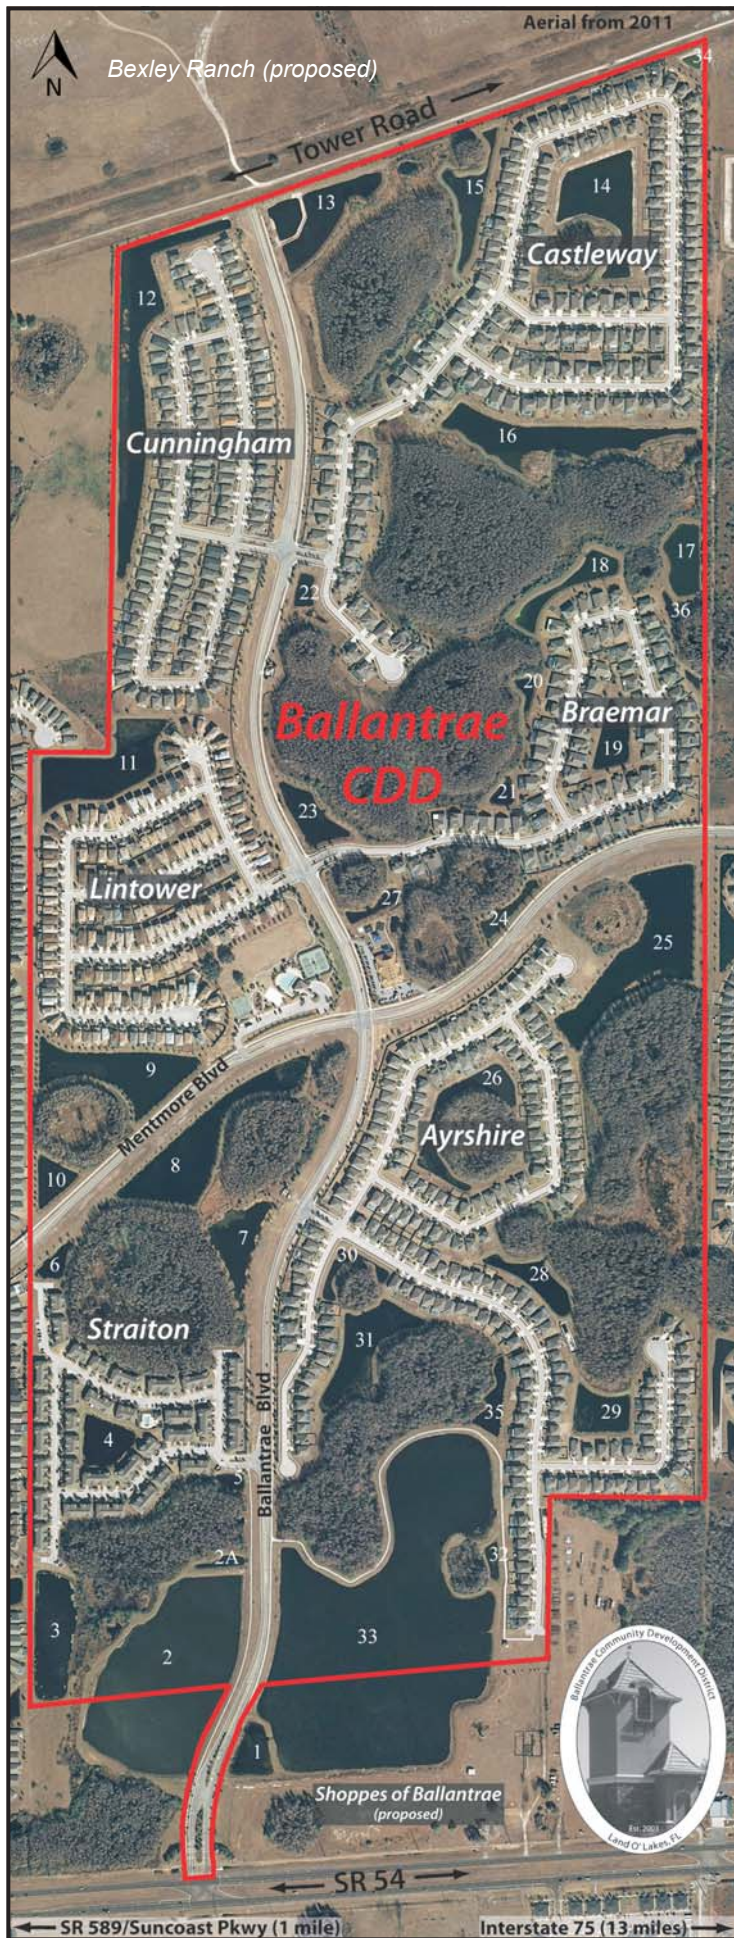 Aerial from 2011
Bexley Ranch (proposed)
N
34
Tower Road
13
15
14
Castleway
12
16
Cunningham
17
18
22
36
20
Braemar
Ballantrae
CDD
19
11
21
23
Lintower
27
24
25
9
Mentmore Blvd
26
Ayrshire
10
8
7
6
30
28
Straiton
31
35
29
4
Ballantrae Blvd
5
2A
32
3
2
33
1
Ballantrae Community Development District
Est. 2003
Land O' Lakes, FL
Shoppes of Ballantrae
(proposed)
SR 54
SR 589/Suncoast Pkwy (1 mile)
Interstate 75 (13 miles)